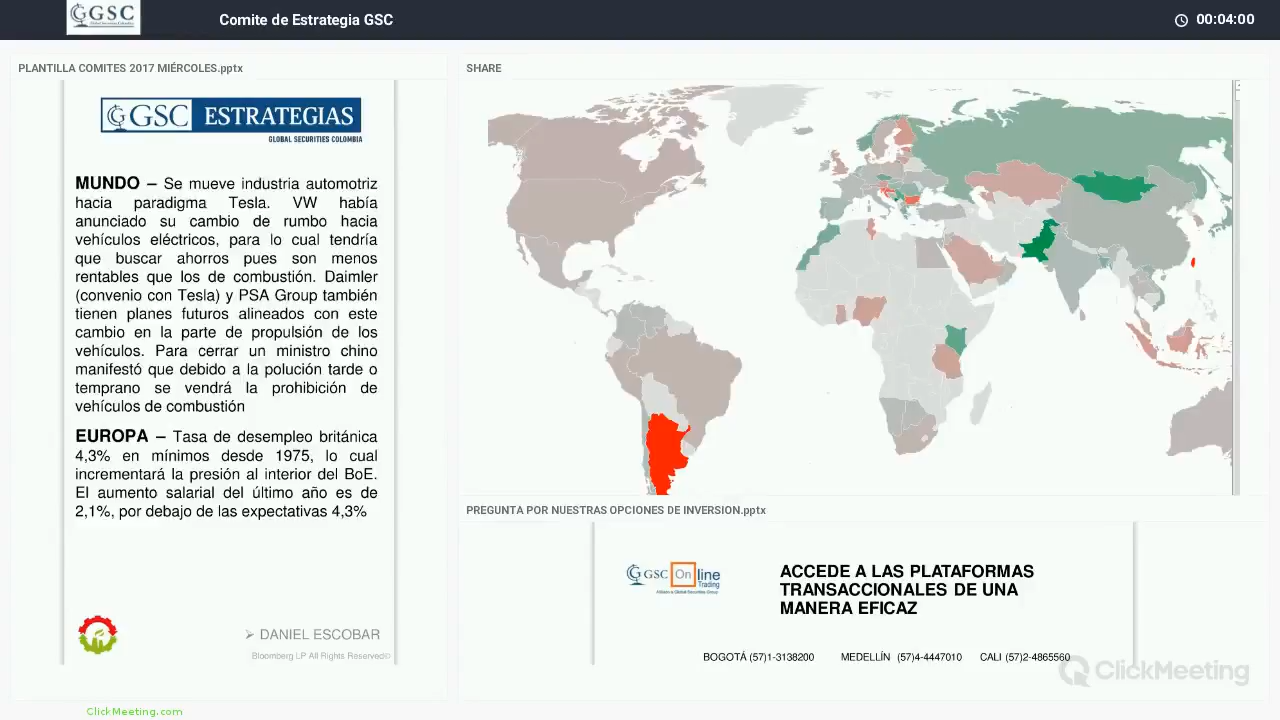 GSC
Global Securities Colombia
Comite de Estrategia GSC
00:04:00
PLANTILLA COMITES 2017 MIÉRCOLES.pptx
SHARE
GSC ESTRATEGIAS
GLOBAL SECURITIES COLOMBIA
MUNDO – Se mueve industria automotriz
hacia paradigma Tesla. VW había
anunciado su cambio de rumbo hacia
vehículos eléctricos, para lo cual tendría
que buscar ahorros pues son menos
rentables que los de combustión. Daimler
(convenio con Tesla) y PSA Group también
tienen planes futuros alineados con este
cambio en la parte de propulsión de los
vehículos. Para cerrar un ministro chino
manifestó que debido a la polución tarde o
temprano se vendrá la prohibición de
vehículos de combustión
EUROPA – Tasa de desempleo británica
4,3% en mínimos desde 1975, lo cual
incrementará la presión al interior del BoE.
El aumento salarial del último año es de
2,1%, por debajo de las expectativas 4,3%
DANIEL ESCOBAR
Bloomberg LP All Rights Reserved©
PREGUNTA POR NUESTRAS OPCIONES DE INVERSION.pptx
GSC Online
Trading
Afiliado a Global Securities Group
ACCEDE A LAS PLATAFORMAS
TRANSACCIONALES DE UNA
MANERA EFICAZ
BOGOTÁ (57)1-3138200 MEDELLÍN (57)4-4447010 CALI (57)2-4865560
ClickMeeting
ClickMeeting.com